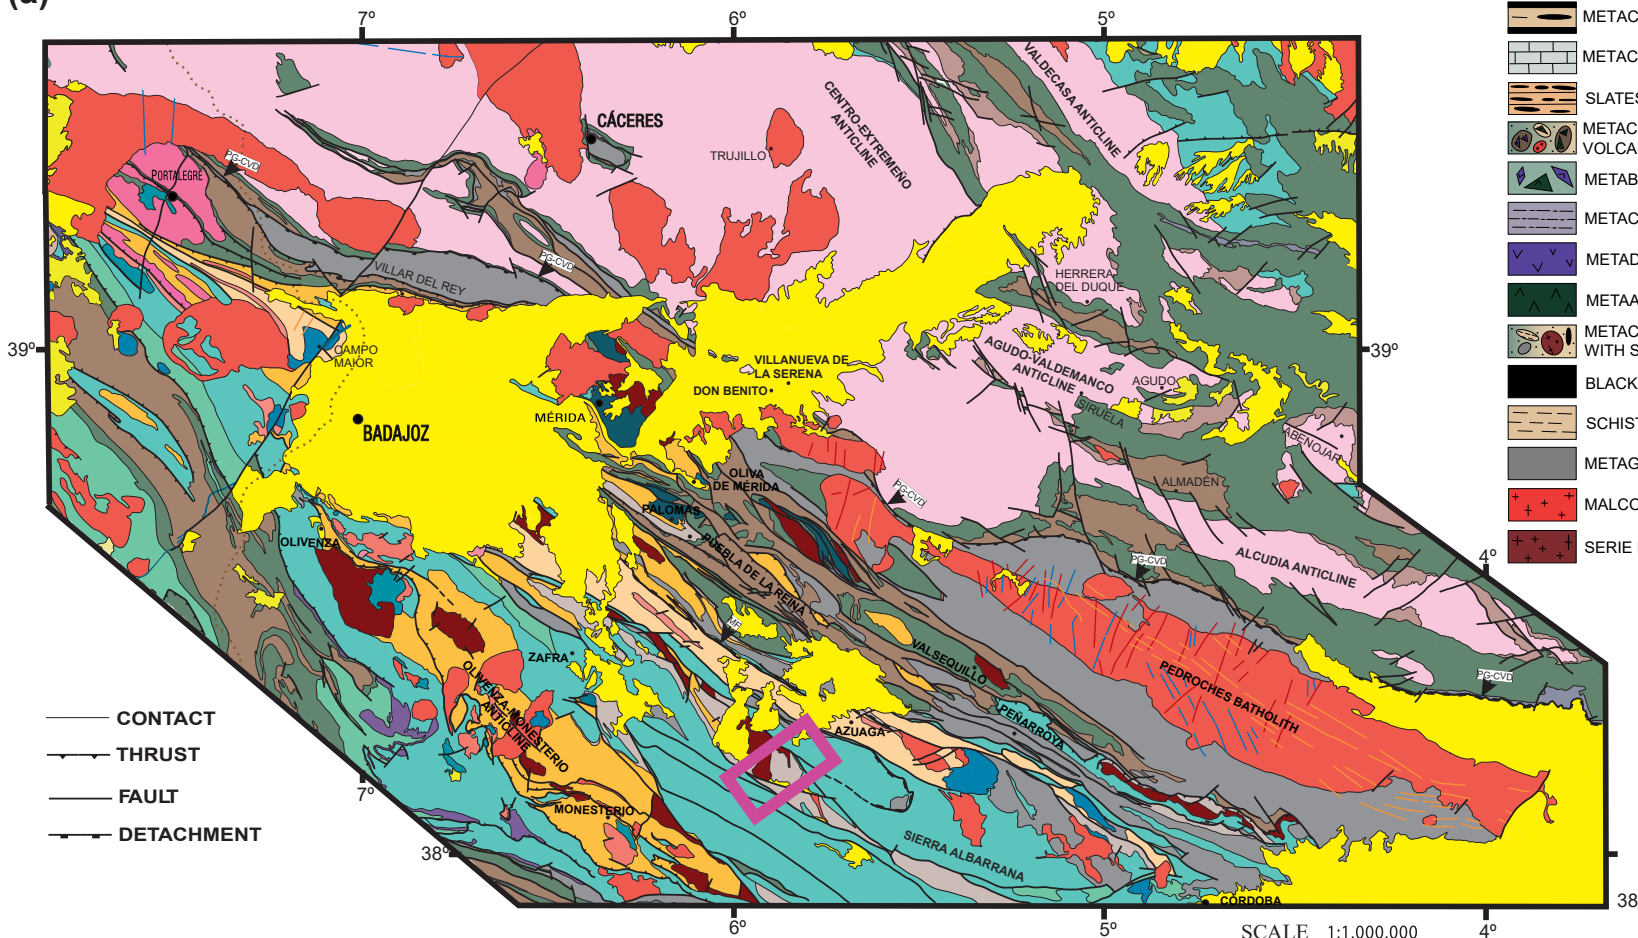 (a)
7º
6º
5º
CÁCERES
TRUJILLO
CENTRO-EXTREMEÑO
ANTICLINE
VALDECASA ANTICLINE
PG-CVD
PORTALEGRE
VILLAR DEL REY
PG-CVD
HERRERA
DEL DUQUE
39º
39º
CAMPO
MAIOR
BADAJOZ
MÉRIDA
VILLANUEVA DE
LA SERENA
DON BENITO
AGUDO-VALDEMANCO
ANTICLINE
AGUDO
SIRUELA
ABENOJAR
ALMADÉN
OLIVA
DE MÉRIDA
PALOMAS
PUEBLA DE LA REINA
PG-CVD
OLIVENZA
ALCUDIA ANTICLINE
4º
PG-CVD
MF
ZAFRA
VALSEQUILLO
PEDROCHES BATHOLITH
PG-CVD
OLIVENZA-MONESTERIO
ANTICLINE
PEÑARROYA
AZUAGA
MONESTERIO
SIERRA ALBARRANA
CÓRDOBA
7º
38º
38
6º
5º
4º
SCALE 1:1.000.000
CONTACT
THRUST
FAULT
DETACHMENT
METAC
METAC
SLATES
METAC
VOLCA
METAB
METAC
METAD
METAA
METAC
WITH S
BLACK
SCHIST
METAG
MALCO
SERIE